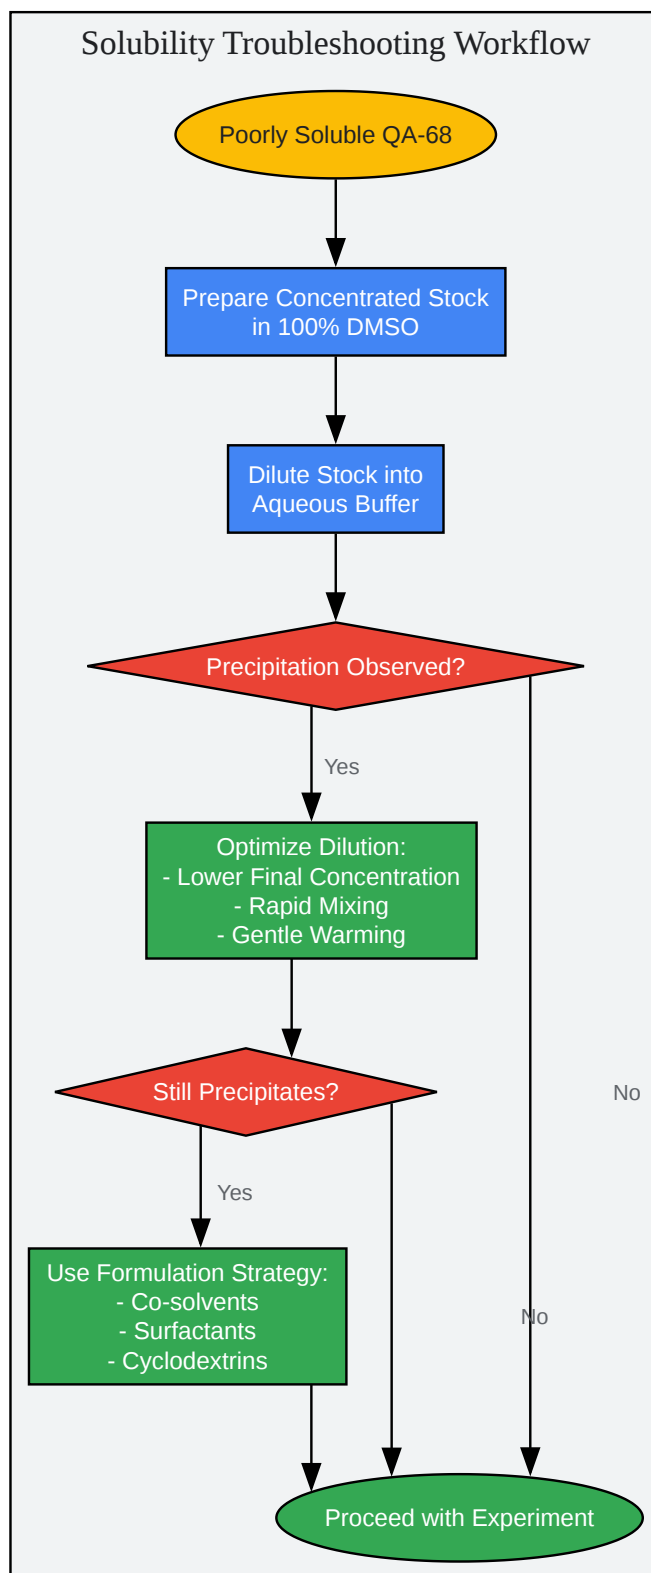 Solubility Troubleshooting Workflow
Poorly Soluble QA-68
Prepare Concentrated Stock
in 100% DMSO
Dilute Stock into
Aqueous Buffer
Precipitation Observed?
Yes
Optimize Dilution:
- Lower Final Concentration
- Rapid Mixing
- Gentle Warming
Still Precipitates?
No
Yes
Use Formulation Strategy:
- Co-solvents
- Surfactants
- Cyclodextrins
No
Proceed with Experiment